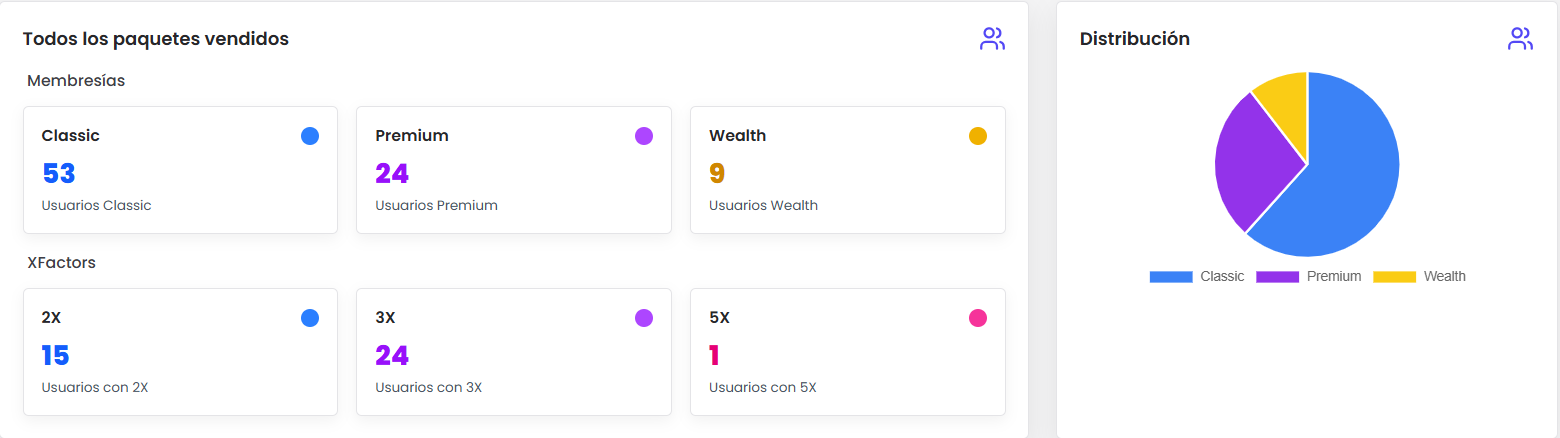 Todos los paquetes vendidos
Membresías
Classic
53
Usuarios Classic
Premium
24
Usuarios Premium
Wealth
9
Usuarios Wealth
XFactors
2X
15
Usuarios con 2X
3X
24
Usuarios con 3X
5X
1
Usuarios con 5X
Distribución
Classic Premium Wealth